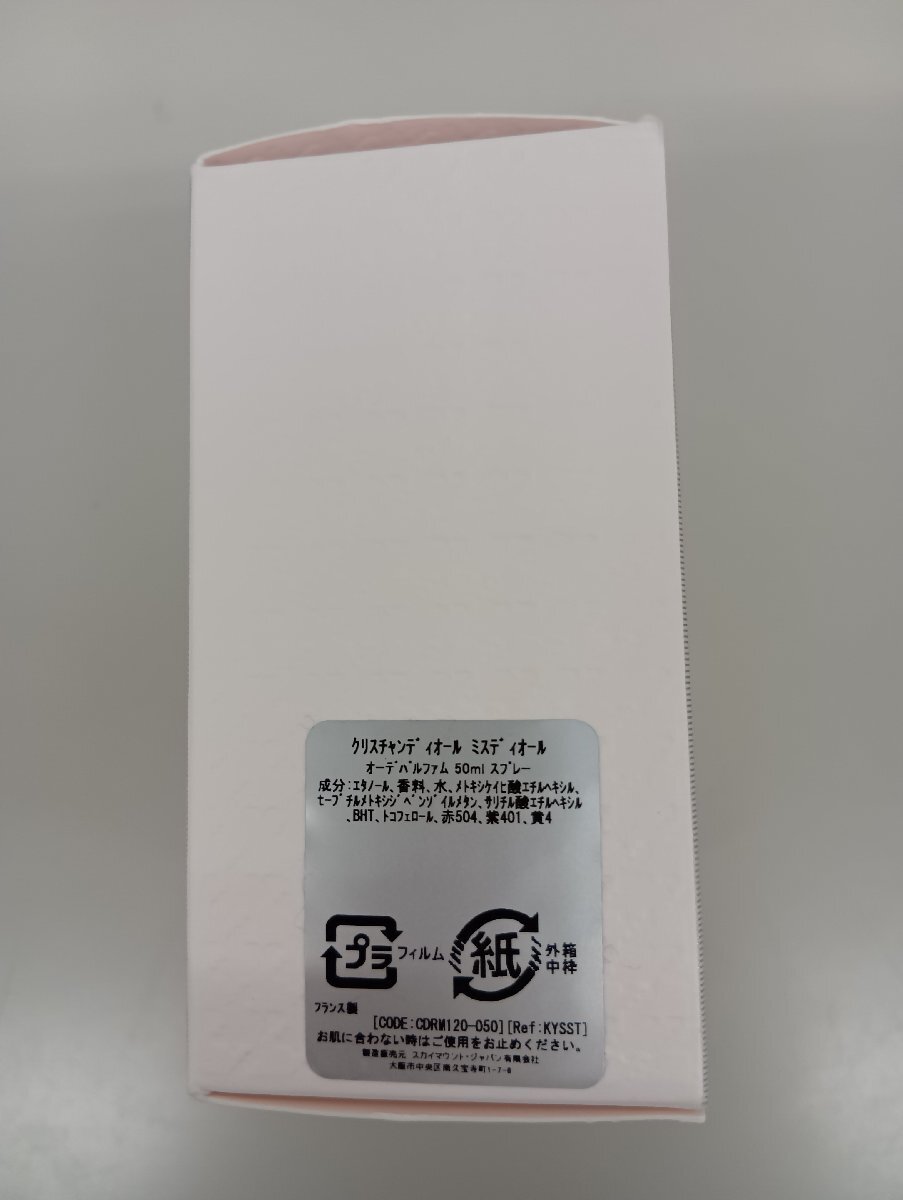 ｸﾘｽﾁｬﾝﾃﾞｨｵｰﾙ ﾐｽﾃﾞｨｵｰﾙ
ｵｰﾃﾞﾊﾟﾙﾌｧﾑ 50ml ｽﾌﾟﾚｰ
成分:ｴﾀﾉｰﾙ､香料､水､ﾒﾄｷｼｹｲﾋ酸ｴﾁﾙﾍｷｼﾙ､
t-ﾌﾞﾁﾙﾒﾄｷｼｼﾞﾍﾞﾝｿﾞｲﾙﾒﾀﾝ､ｻﾘﾁﾙ酸ｴﾁﾙﾍｷｼﾙ
､BHT､ﾄｺﾌｪﾛｰﾙ､赤504､紫401､黄4
プラ フィルム 紙 外箱
中枠
ﾌﾗﾝｽ製
[CODE:CDRM120-050][Ref:KYSST]
お肌に合わない時はご使用をお止めください。
製造販売元 スカイマウント・ジャパン有限会社
大阪市中央区南久宝寺町1-7-8